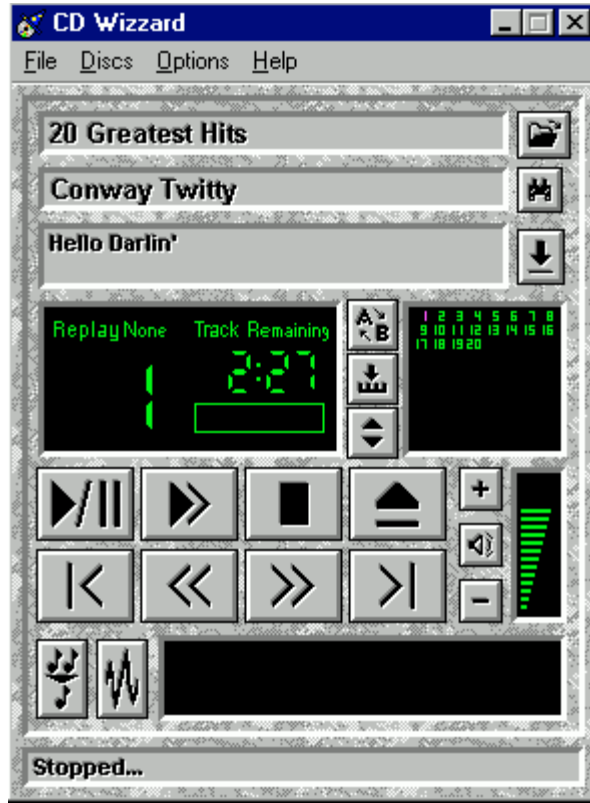 CD Wizzard
File Discs Options Help
20 Greatest Hits
Conway Twitty
Hello Darlin'
Replay None Track Remaining
1 2:27
A B
1 2 3 4 5 6 7 8
9 10 11 12 13 14 15 16
17 18 19 20
Stopped...